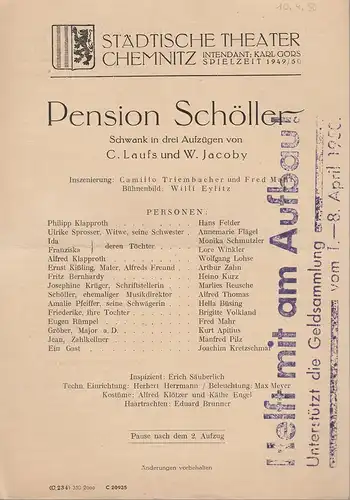 10. 4. 50
STÄDTISCHE THEATER
CHEMNITZ INTENDANT: KARL GÖRS
SPIELZEIT 1949/50
Pension Schöller
Schwank in drei Aufzügen von
C. Laufs und W. Jacoby
Inszenierung: Camillo Triembacher und Fred Mahr
Bühnenbild: Willi Eylitz
PERSONEN:
Philipp Klapproth Hans Felder
Ulrike Sprosser, Witwe, seine Schwester Annemarie Flügel
Ida Monika Schmutzler
Franziska } deren Töchter Lore Winkler
Alfred Klapproth Wolfgang Lohse
Ernst Kißling, Maler, Alfreds Freund Arthur Zahn
Fritz Bernhardy Heino Kurz
Josephine Krüger, Schriftstellerin Marlies Reusche
Schöller, ehemaliger Musikdirektor Alfred Thomas
Amalie Pfeiffer, seine Schwägerin Hella Büsing
Friederike, ihre Tochter Brigitte Volkland
Eugen Rümpel Fred Mahr
Gröber, Major a. D. Kurt Apitius
Jean, Zahlkellner Manfred Pilz
Ein Gast Joachim Kretzschmar
Inspizient: Erich Säuberlich
Techn. Einrichtung: Herbert Herrmann / Beleuchtung: Max Meyer
Kostüme: Alfred Klötzer und Käthe Engel
Haartrachten: Eduard Brunner
Pause nach dem 2. Aufzug
Änderungen vorbehalten
C 20925
Helft mit am Aufbau!
Unterstützt die Geldsammlung vom 1.-8. April 1950.